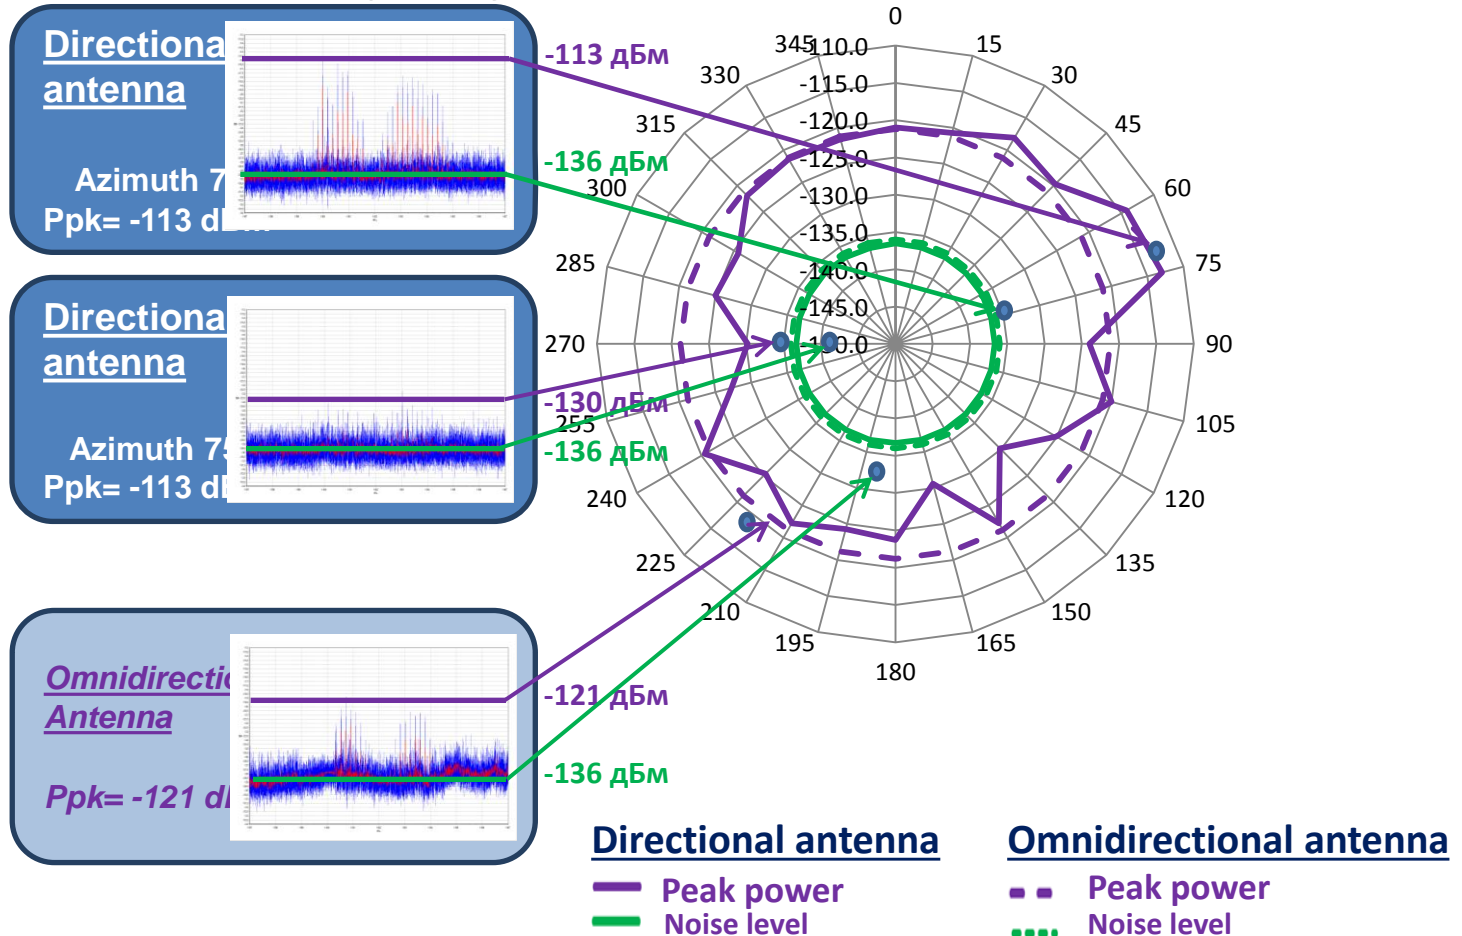 Directiona
antenna
Azimuth 7
Ppk= -113 dBm
Directiona
antenna
Azimuth 75
Ppk= -113 dB
Omnidirectio
Antenna
Ppk= -121 dB
-113 дБм
-136 дБм
-130 дБм
-136 дБм
-121 дБм
-136 дБм
0
15
30
45
60
75
90
105
120
135
150
165
180
195
210
225
240
255
270
285
300
315
330
345
-110.0
-115.0
-120.0
-125.0
-130.0
-135.0
-140.0
-145.0
-150.0
Directional antenna
Peak power
Noise level
Omnidirectional antenna
Peak power
Noise level